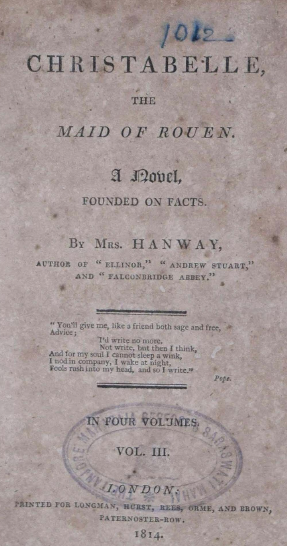 1012
CHRISTABELLE,
THE
MAID OF ROUEN.
A Novel,
FOUNDED ON FACTS.
By Mrs. HANWAY,
AUTHOR OF "ELLINOR," "ANDREW STUART,"
AND "FALCONBRIDGE ABBEY."
"You'll give me, like a friend both sage and free,
Advice;
I'd write no more.
Not write, but then I think,
And for my soul I cannot sleep a wink,
I nod in company, I wake at night,
Fools rush into my head, and so I write."
Pope.
IN FOUR VOLUMES,
VOL. III.
LONDON:
PRINTED FOR LONGMAN, HURST, REES, ORME, AND BROWN,
PATERNOSTER-ROW.
1814.